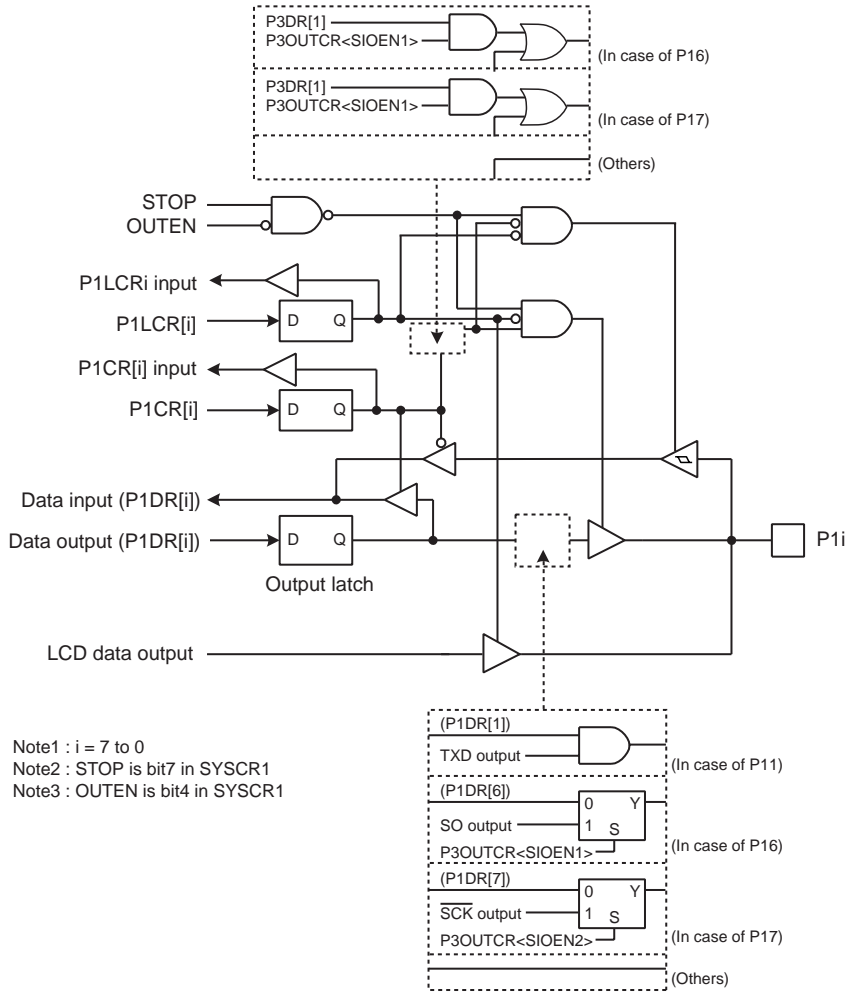 P3DR[1]
P3OUTCR<SIOEN1>
(In case of P16)
P3DR[1]
P3OUTCR<SIOEN1>
(In case of P17)
(Others)
STOP
OUTEN
P1LCRi input
P1LCR[i]
D Q
P1CR[i] input
P1CR[i]
D Q
Data input (P1DR[i])
Data output (P1DR[i])
D Q
Output latch
P1i
LCD data output
Note1 : i = 7 to 0
Note2 : STOP is bit7 in SYSCR1
Note3 : OUTEN is bit4 in SYSCR1
(P1DR[1])
TXD output
(In case of P11)
(P1DR[6])
0 Y
SO output
1 S
P3OUTCR<SIOEN1>
(In case of P16)
(P1DR[7])
0 Y
S̅C̅K̅ output
1 S
P3OUTCR<SIOEN2>
(In case of P17)
(Others)